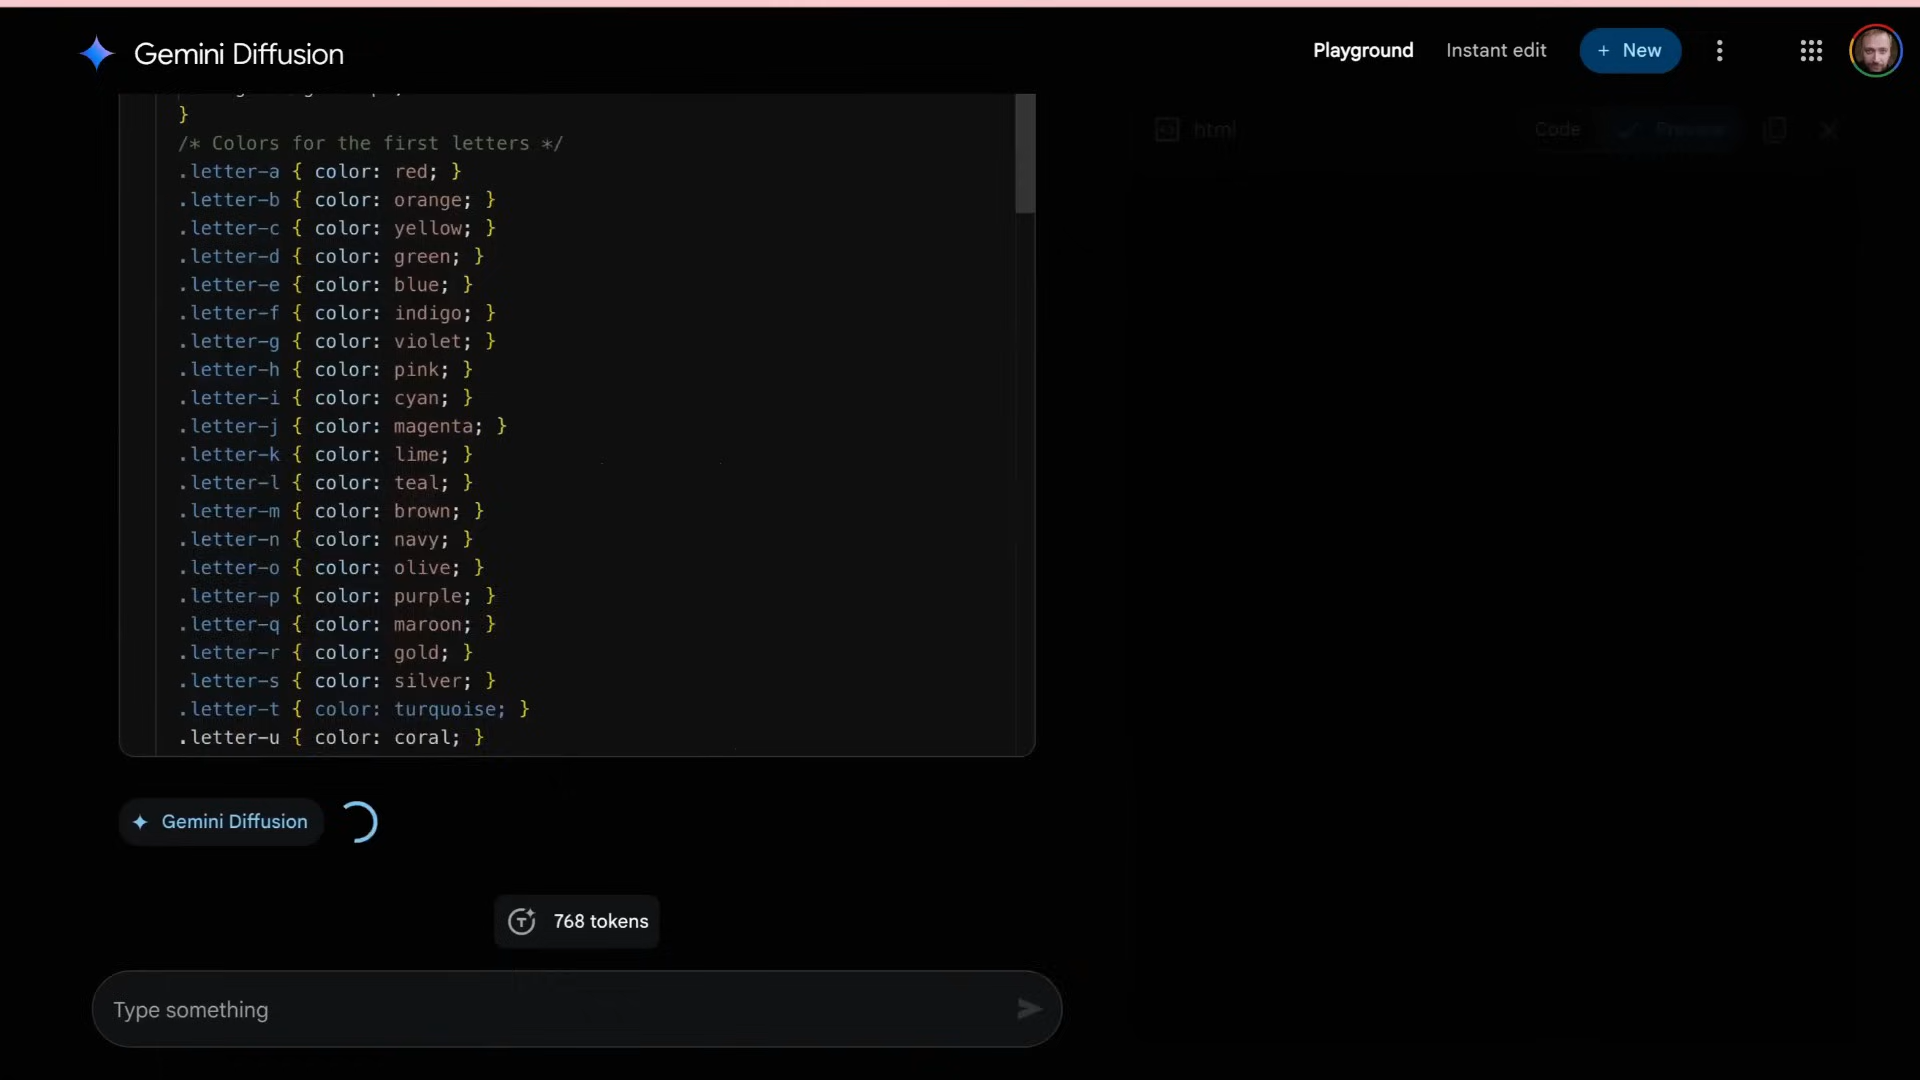 Gemini Diffusion
Playground
Instant edit
+ New
}
/* Colors for the first letters */
.letter-a { color: red; }
.letter-b { color: orange; }
.letter-c { color: yellow; }
.letter-d { color: green; }
.letter-e { color: blue; }
.letter-f { color: indigo; }
.letter-g { color: violet; }
.letter-h { color: pink; }
.letter-i { color: cyan; }
.letter-j { color: magenta; }
.letter-k { color: lime; }
.letter-l { color: teal; }
.letter-m { color: brown; }
.letter-n { color: navy; }
.letter-o { color: olive; }
.letter-p { color: purple; }
.letter-q { color: maroon; }
.letter-r { color: gold; }
.letter-s { color: silver; }
.letter-t { color: turquoise; }
.letter-u { color: coral; }
Gemini Diffusion
768 tokens
Type something
html
Code
Preview